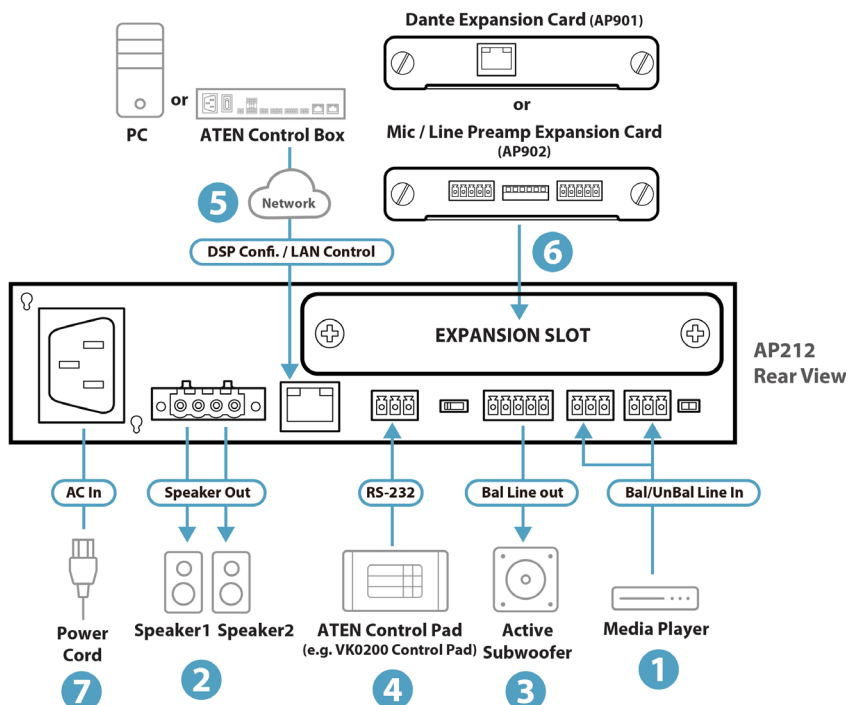 Dante Expansion Card (AP901)
or
PC
ATEN Control Box
or
Mic / Line Preamp Expansion Card
(AP902)
5
Network
DSP Confi. / LAN Control
6
EXPANSION SLOT
AP212
Rear View
AC In
Speaker Out
RS-232
Bal Line out
Bal/UnBal Line In
Power
Cord
Speaker1
Speaker2
ATEN Control Pad
(e.g. VK0200 Control Pad)
Active
Subwoofer
Media Player
7
2
4
3
1